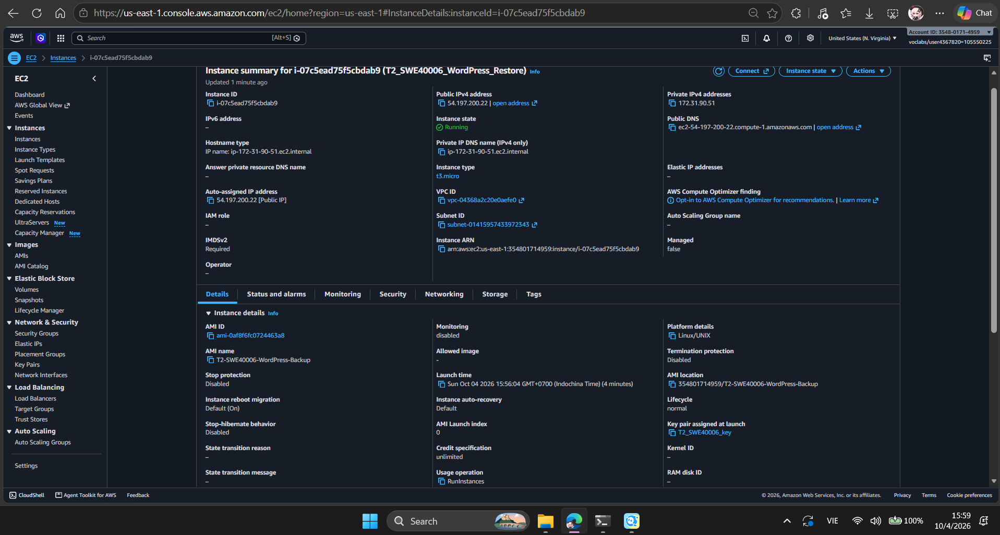 https://us-east-1.console.aws.amazon.com/ec2/home?region=us-east-1#InstanceDetails:instanceId=i-07c5ead75f5cbdab9
Chat
aws
Search
[Alt+S]
United States (N. Virginia)
Account ID: 3548-0171-4959
voclabs/user4367820=105550225
EC2
Instances
i-07c5ead75f5cbdab9
EC2
Dashboard
AWS Global View
Events
Instances
Instances
Instance Types
Launch Templates
Spot Requests
Savings Plans
Reserved Instances
Dedicated Hosts
Capacity Reservations
UltraServers New
Capacity Manager New
Images
AMIs
AMI Catalog
Elastic Block Store
Volumes
Snapshots
Lifecycle Manager
Network & Security
Security Groups
Elastic IPs
Placement Groups
Key Pairs
Network Interfaces
Load Balancing
Load Balancers
Target Groups
Trust Stores
Auto Scaling
Auto Scaling Groups
Settings
Instance summary for i-07c5ead75f5cbdab9 (T2_SWE40006_WordPress_Restore) Info
Updated 1 minute ago
Connect
Instance state
Actions
Instance ID
i-07c5ead75f5cbdab9
Public IPv4 address
54.197.200.22 | open address
Private IPv4 addresses
172.31.90.51
IPv6 address
–
Instance state
Running
Public DNS
ec2-54-197-200-22.compute-1.amazonaws.com | open address
Hostname type
IP name: ip-172-31-90-51.ec2.internal
Private IP DNS name (IPv4 only)
ip-172-31-90-51.ec2.internal
Answer private resource DNS name
–
Instance type
t3.micro
Elastic IP addresses
–
Auto-assigned IP address
54.197.200.22 [Public IP]
VPC ID
vpc-04368a2c20e0aefe0
AWS Compute Optimizer finding
Opt-in to AWS Compute Optimizer for recommendations. | Learn more
IAM role
–
Subnet ID
subnet-01415957433972343
Auto Scaling Group name
–
IMDSv2
Required
Instance ARN
arn:aws:ec2:us-east-1:354801714959:instance/i-07c5ead75f5cbdab9
Managed
false
Operator
–
Details
Status and alarms
Monitoring
Security
Networking
Storage
Tags
Instance details Info
AMI ID
ami-0af8f6fc0724463a8
Monitoring
disabled
Platform details
Linux/UNIX
AMI name
T2-SWE40006-WordPress-Backup
Allowed image
-
Termination protection
Disabled
Stop protection
Disabled
Launch time
Sun Oct 04 2026 15:56:04 GMT+0700 (Indochina Time) (4 minutes)
AMI location
354801714959/T2-SWE40006-WordPress-Backup
Instance reboot migration
Default (On)
Instance auto-recovery
Default
Lifecycle
normal
Stop-hibernate behavior
Disabled
AMI Launch index
0
Key pair assigned at launch
T2_SWE40006_key
State transition reason
–
Credit specification
unlimited
Kernel ID
–
State transition message
–
Usage operation
RunInstances
RAM disk ID
–
CloudShell
Agent Toolkit for AWS
Feedback
© 2026, Amazon Web Services, Inc. or its affiliates.
Privacy
Terms
Cookie preferences
Search
VIE
100%
15:59
10/4/2026